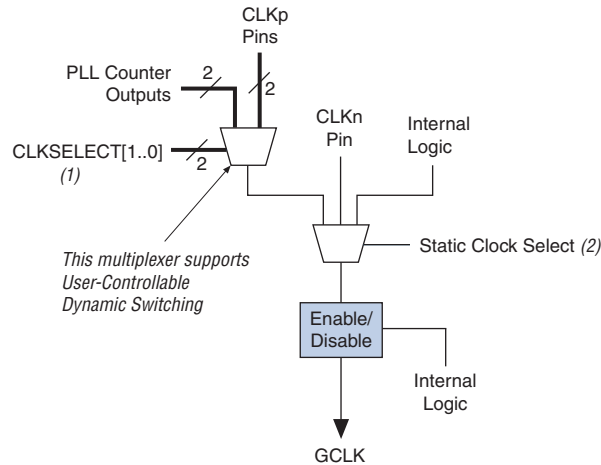 CLKp
Pins
PLL Counter
Outputs
2
2
CLKn
Pin
Internal
Logic
CLKSELECT[1..0]
(1)
2
This multiplexer supports
User-Controllable
Dynamic Switching
Static Clock Select (2)
Enable/
Disable
Internal
Logic
GCLK